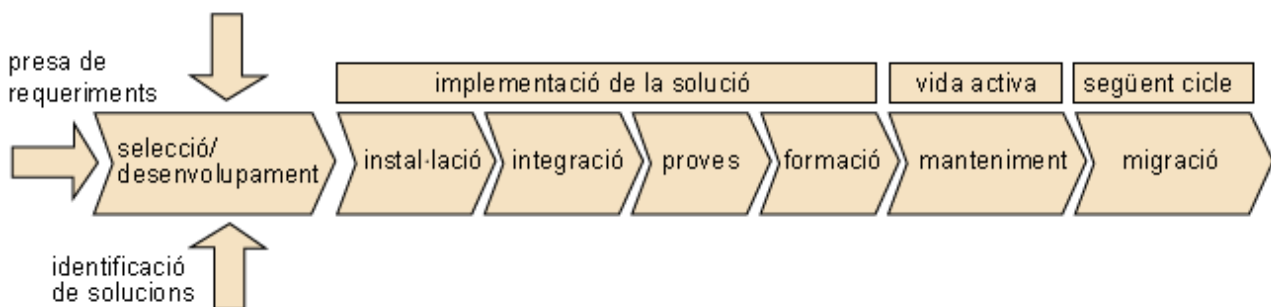 presa de
requeriments
implementació de la solució
vida activa
següent cicle
selecció/
desenvolupament
instal·lació
integració
proves
formació
manteniment
migració
identificació
de solucions